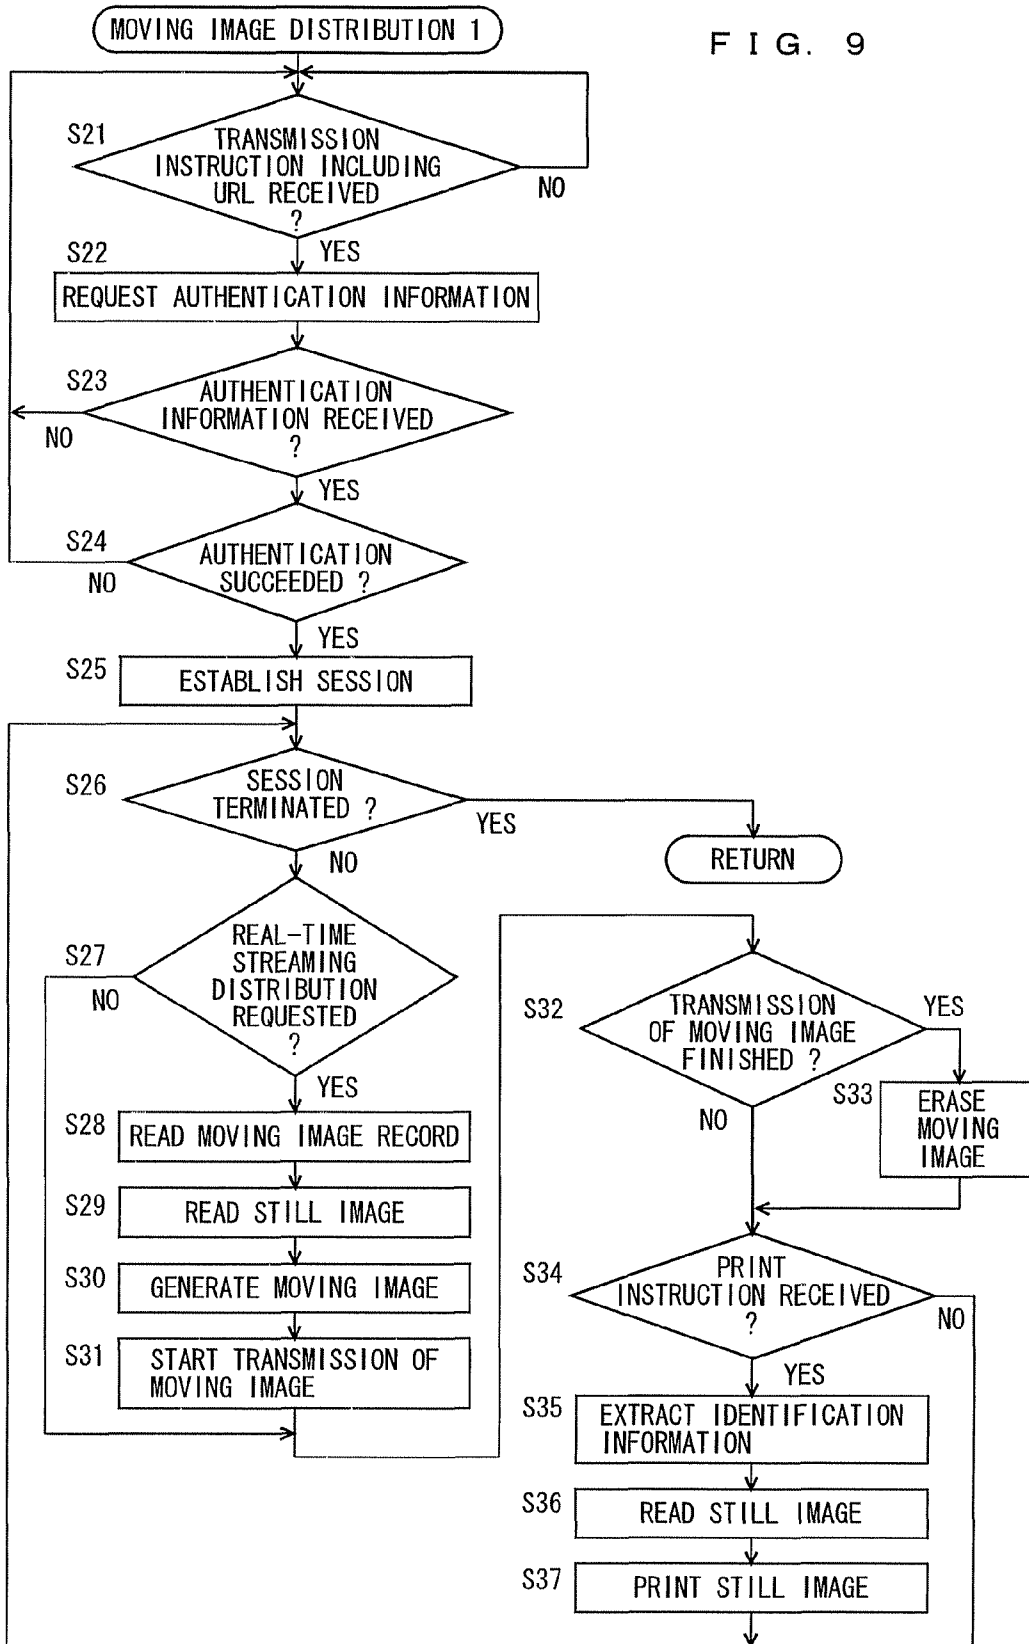 MOVING IMAGE DISTRIBUTION 1
FIG. 9
S21
TRANSMISSION
INSTRUCTION INCLUDING
URL RECEIVED
?
NO
YES
S22
REQUEST AUTHENTICATION INFORMATION
S23
AUTHENTICATION
INFORMATION RECEIVED
?
NO
YES
S24
AUTHENTICATION
SUCCEEDED ?
NO
YES
S25
ESTABLISH SESSION
S26
SESSION
TERMINATED ?
YES
RETURN
NO
S27
REAL-TIME
STREAMING
DISTRIBUTION
REQUESTED
?
NO
YES
S28
READ MOVING IMAGE RECORD
S29
READ STILL IMAGE
S30
GENERATE MOVING IMAGE
S31
START TRANSMISSION OF
MOVING IMAGE
S32
TRANSMISSION
OF MOVING IMAGE
FINISHED ?
YES
NO
S33
ERASE
MOVING
IMAGE
S34
PRINT
INSTRUCTION RECEIVED
?
NO
YES
S35
EXTRACT IDENTIFICATION
INFORMATION
S36
READ STILL IMAGE
S37
PRINT STILL IMAGE